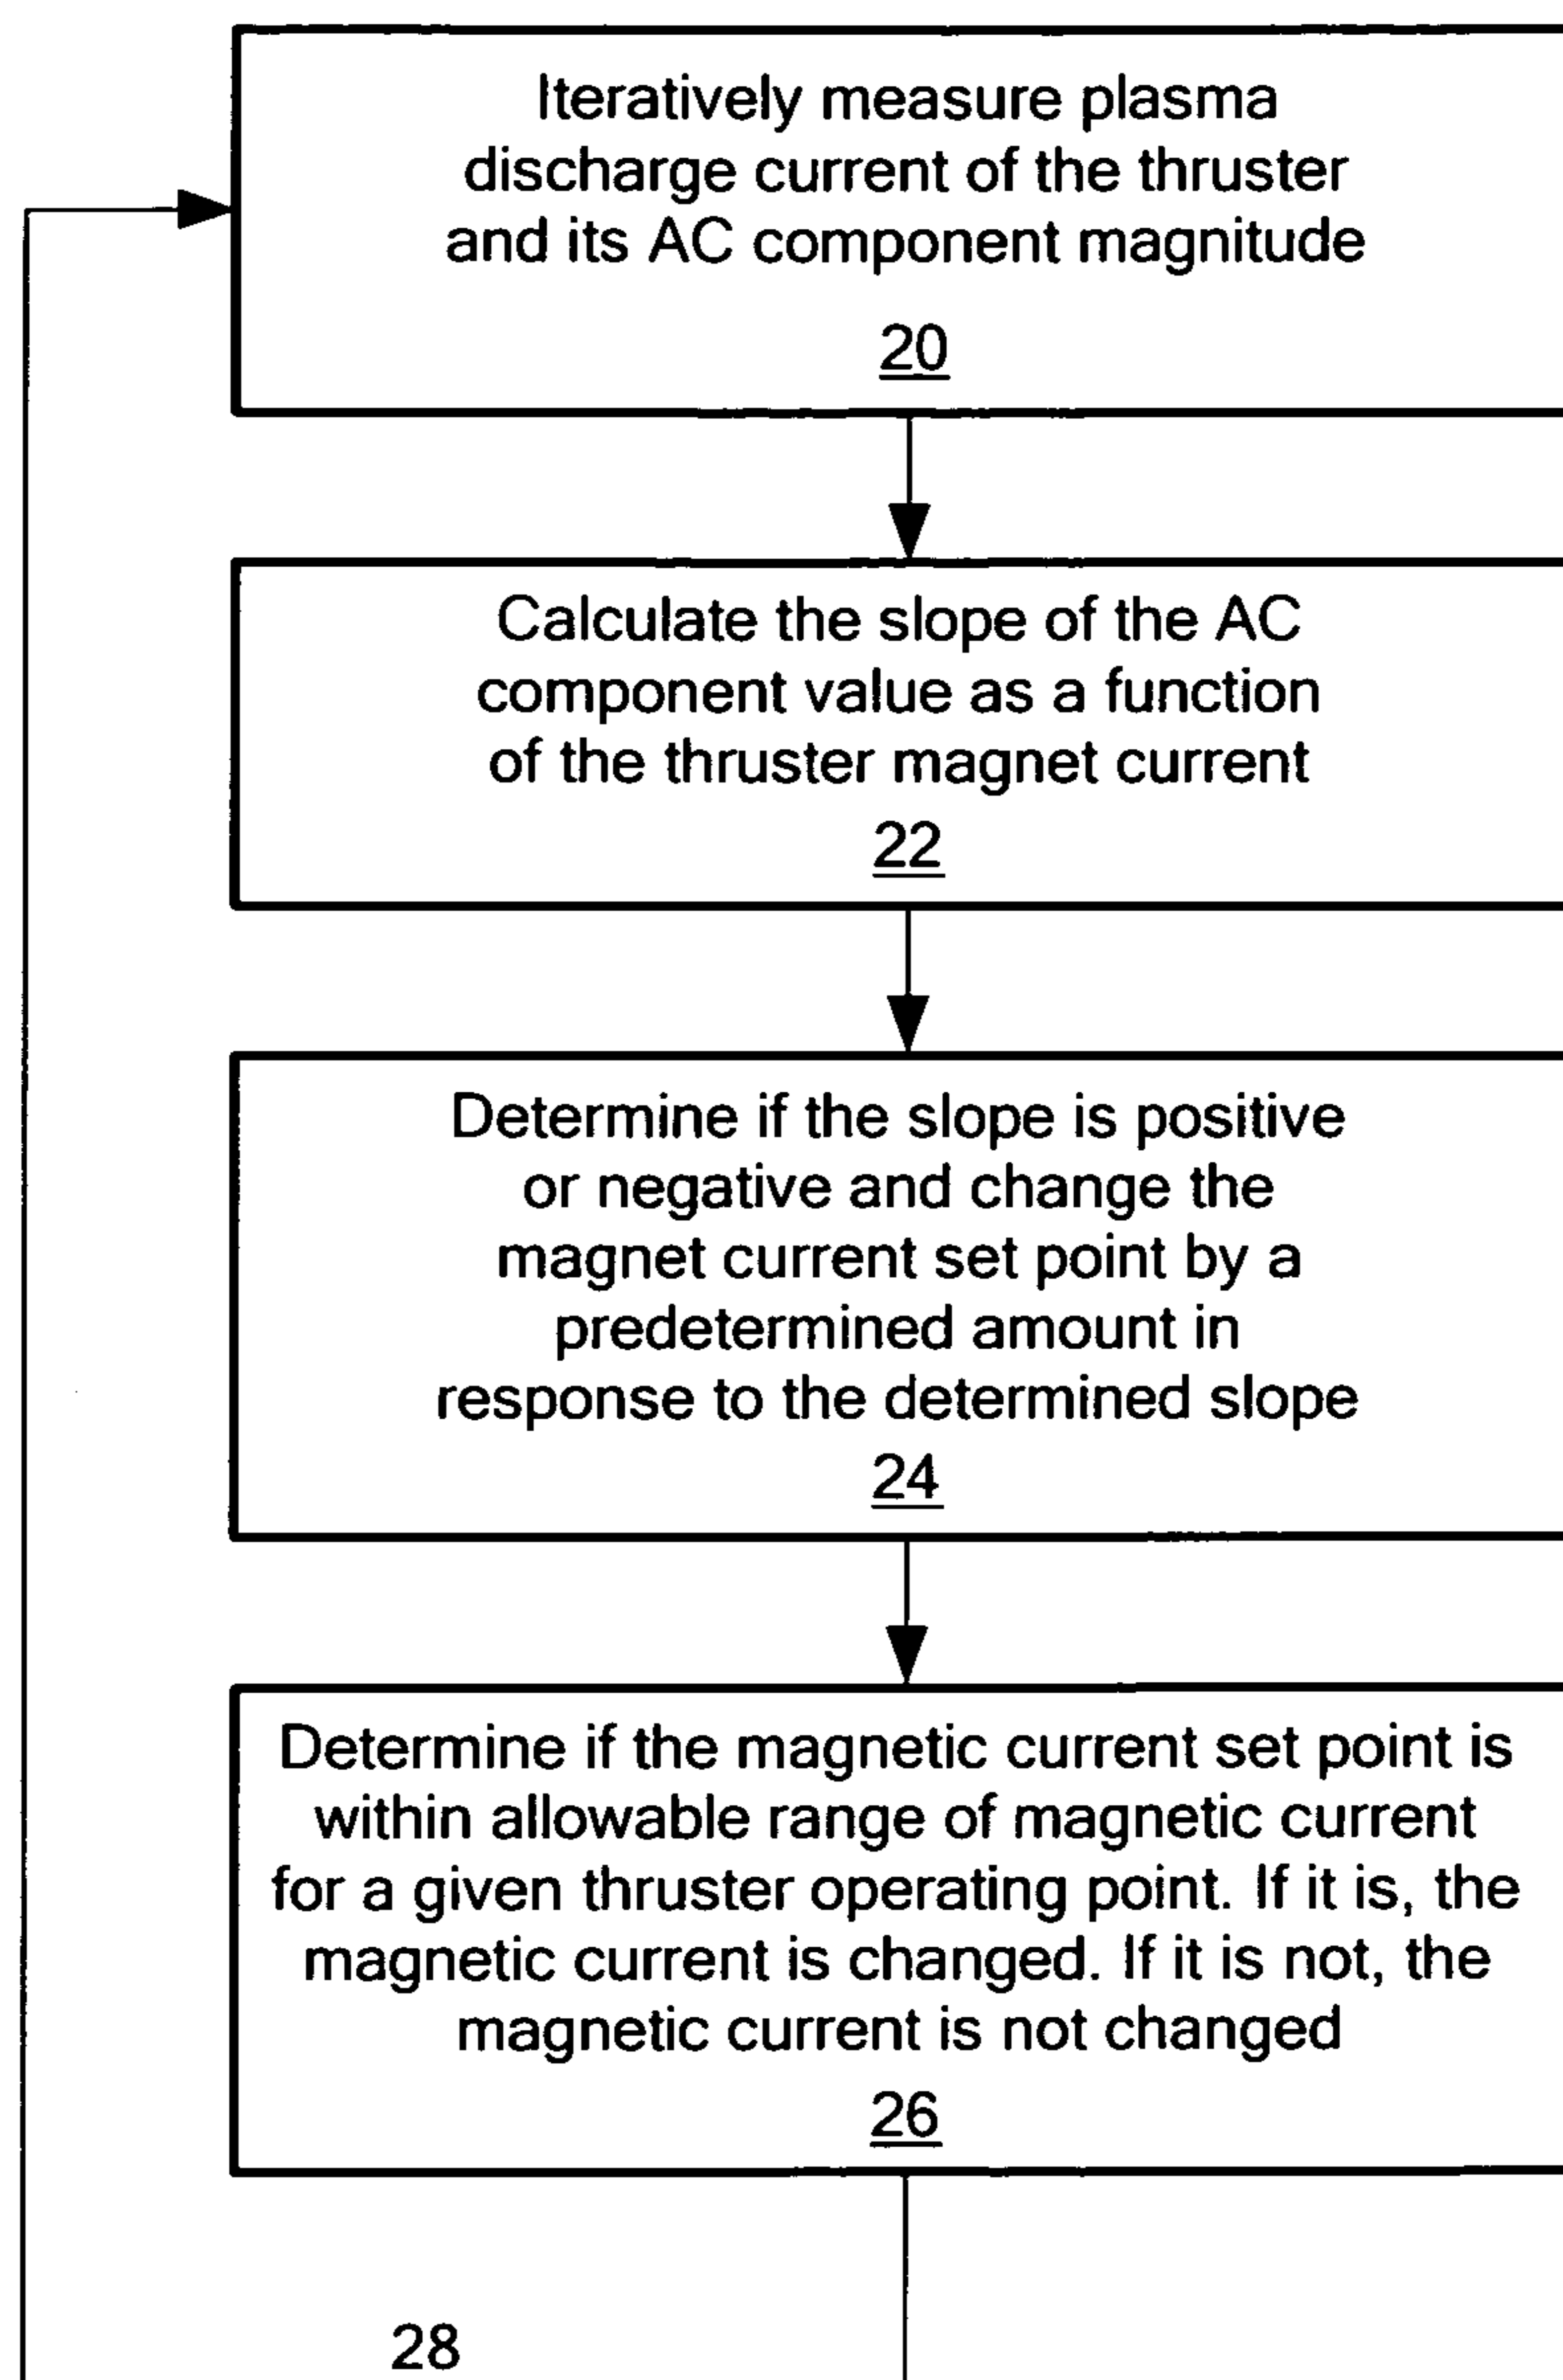 Iteratively measure plasma
discharge current of the thruster
and its AC component magnitude
20
Calculate the slope of the AC
component value as a function
of the thruster magnet current
22
Determine if the slope is positive
or negative and change the
magnet current set point by a
predetermined amount in
response to the determined slope
24
Determine if the magnetic current set point is
within allowable range of magnetic current
for a given thruster operating point. If it is, the
magnetic current is changed. If it is not, the
magnetic current is not changed
26
28